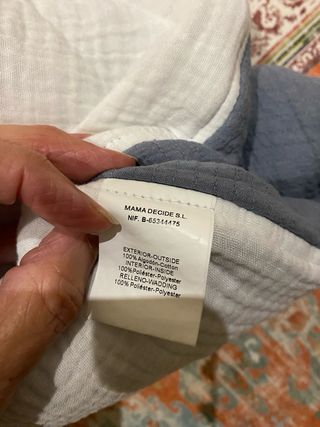 MAMA DECIDE S.L.
NIF. B-65344475
EXTERIOR-OUTSIDE
100% Algodón-Cotton
INTERIOR-INSIDE
100%Poliéster-Polyester
RELLENO-WADDING
100% Poliéster-Polyester